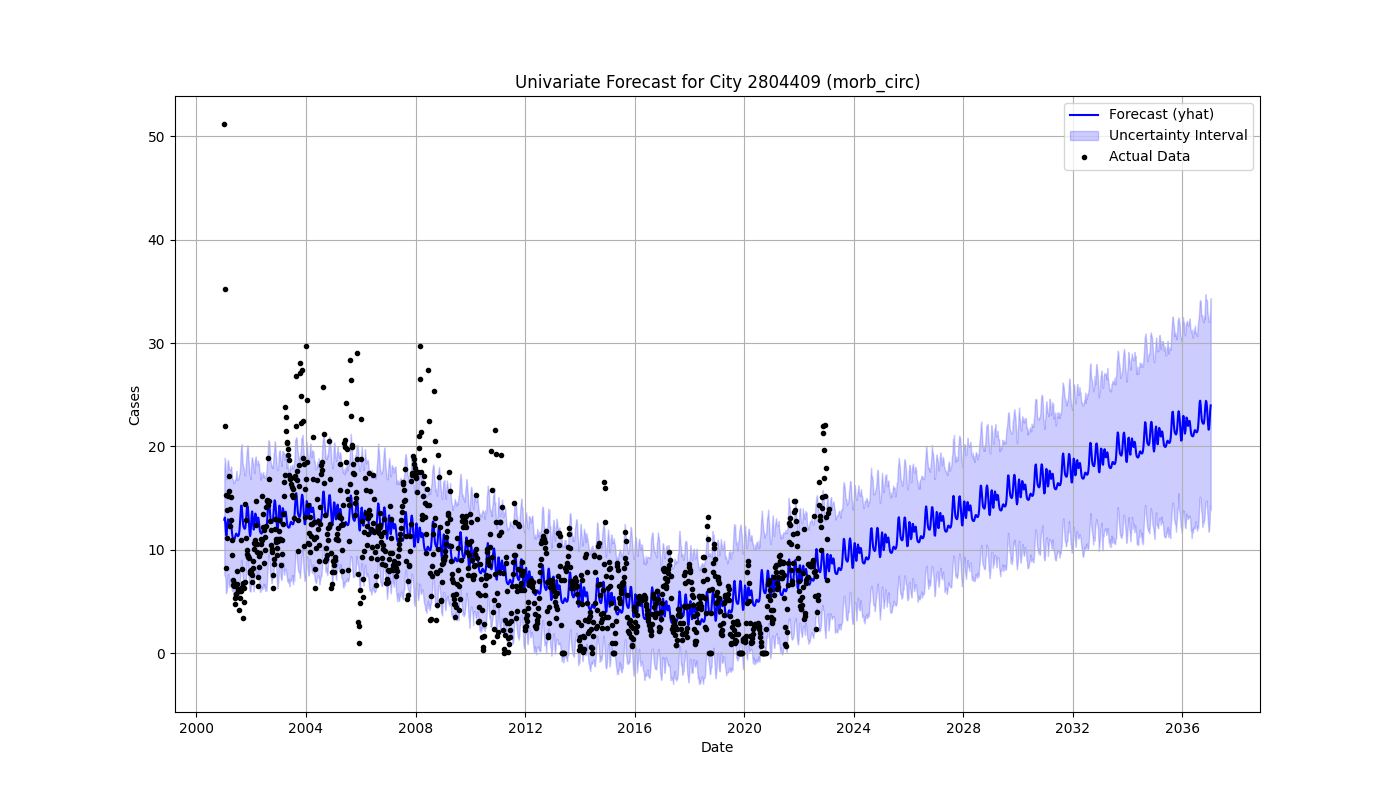 Univariate Forecast for City 2804409 (morb_circ)
Forecast (yhat)
Uncertainty Interval
Actual Data
50
40
30
20
10
0
Cases
2000 2004 2008 2012 2016 2020 2024 2028 2032 2036
Date